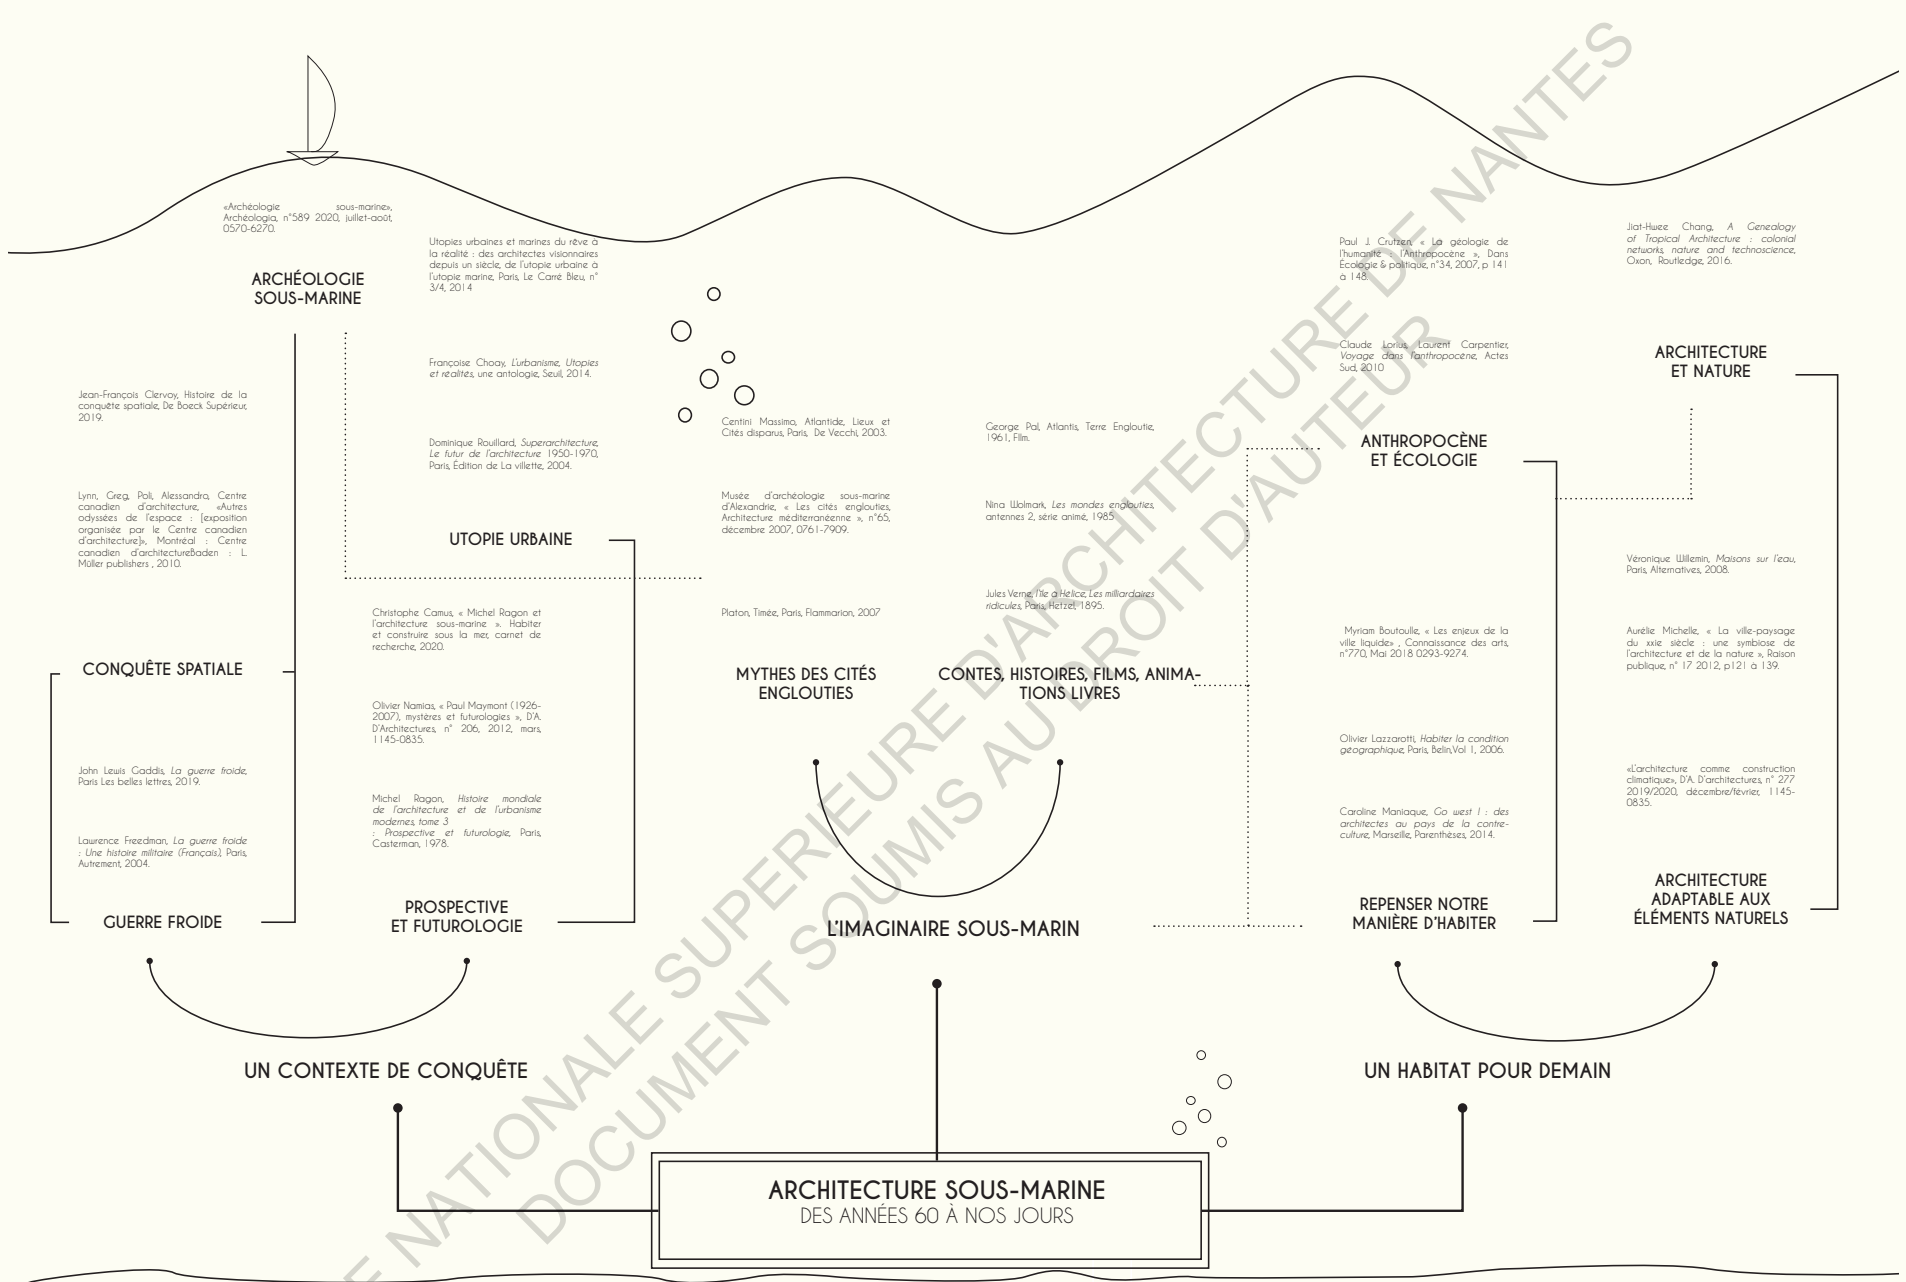 «Archéologie sous-marine»,
Archéologia, n°589 2020, juillet-août,
0570-6270.
ARCHÉOLOGIE
SOUS-MARINE
Jean-François Clervoy, Histoire de la
conquête spatiale, De Boeck Supérieur,
2019.
Lynn, Greg, Poli, Alessandro, Centre
canadien d'architecture, «Autres
odyssées de l'espace : [exposition
organisée par le Centre canadien
d'architecture]», Montréal : Centre
canadien d'architectureBaden : L.
Müller publishers , 2010.
CONQUÊTE SPATIALE
John Lewis Gaddis, La guerre froide,
Paris Les belles lettres, 2019.
Lawrence Freedman, La guerre froide
: Une histoire militaire (Français), Paris,
Autrement, 2004.
GUERRE FROIDE
Utopies urbaines et marines du rêve à
la réalité : des architectes visionnaires
depuis un siècle, de l'utopie urbaine à
l'utopie marine, Paris, Le Carré Bleu, n°
3/4, 2014
Françoise Choay, L'urbanisme, Utopies
et réalités, une antologie, Seuil, 2014.
Dominique Rouillard, Superarchitecture,
Le futur de l'architecture 1950-1970,
Paris, Édition de La villette, 2004.
UTOPIE URBAINE
Christophe Camus, « Michel Ragon et
l'architecture sous-marine ». Habiter
et construire sous la mer, carnet de
recherche, 2020.
Olivier Namias, « Paul Maymont (1926-
2007), mystères et futurologies », D'A.
D'Architectures, n° 206, 2012, mars,
1145-0835.
Michel Ragon, Histoire mondiale
de l'architecture et de l'urbanisme
modernes, tome 3
: Prospective et futurologie, Paris,
Casterman, 1978.
PROSPECTIVE
ET FUTUROLOGIE
UN CONTEXTE DE CONQUÊTE
Centini Massimo, Atlantide, Lieux et
Cités disparus, Paris, De Vecchi, 2003.
Musée d'archéologie sous-marine
d'Alexandrie, « Les cités englouties,
Architecture méditerranéenne », n°65,
décembre 2007, 0761-7909.
Platon, Timée, Paris, Flammarion, 2007
MYTHES DES CITÉS
ENGLOUTIES
George Pal, Atlantis, Terre Engloutie,
1961, Film.
Nina Wolmark, Les mondes englouties,
antennes 2, série animé, 1985
Jules Verne, l'île à Hélice, Les milliardaires
ridicules, Paris, Hetzel, 1895.
CONTES, HISTOIRES, FILMS, ANIMA-
TIONS LIVRES
L'IMAGINAIRE SOUS-MARIN
Paul J. Crutzen, « La géologie de
l'humanité : l'Anthropocène », Dans
Écologie & politique, n°34, 2007, p 141
à 148.
Claude Lorius, Laurent Carpentier,
Voyage dans l'anthropocène, Actes
Sud, 2010
ANTHROPOCÈNE
ET ÉCOLOGIE
Myriam Boutoulle, « Les enjeux de la
ville liquide» , Connaissance des arts,
n°770, Mai 2018 0293-9274.
Olivier Lazzarotti, Habiter la condition
géographique, Paris, Belin,Vol 1, 2006.
Caroline Maniaque, Go west ! : des
architectes au pays de la contre-
culture, Marseille, Parenthèses, 2014.
REPENSER NOTRE
MANIÈRE D'HABITER
Jiat-Hwee Chang, A Genealogy
of Tropical Architecture : colonial
networks, nature and technoscience,
Oxon, Routledge, 2016.
ARCHITECTURE
ET NATURE
Véronique Willemin, Maisons sur l'eau,
Paris, Alternatives, 2008.
Aurélie Michelle, « La ville-paysage
du xxie siècle : une symbiose de
l'architecture et de la nature », Raison
publique, n° 17 2012, p121 à 139.
«L'architecture comme construction
climatique», D'A. D'architectures, n° 277
2019/2020, décembre/février, 1145-
0835.
ARCHITECTURE
ADAPTABLE AUX
ÉLÉMENTS NATURELS
UN HABITAT POUR DEMAIN
ARCHITECTURE SOUS-MARINE
DES ANNÉES 60 À NOS JOURS
E NATIONALE SUPERIEURE D'ARCHITECTURE DE NANTES
DOCUMENT SOUMIS AU DROIT D'AUTEUR